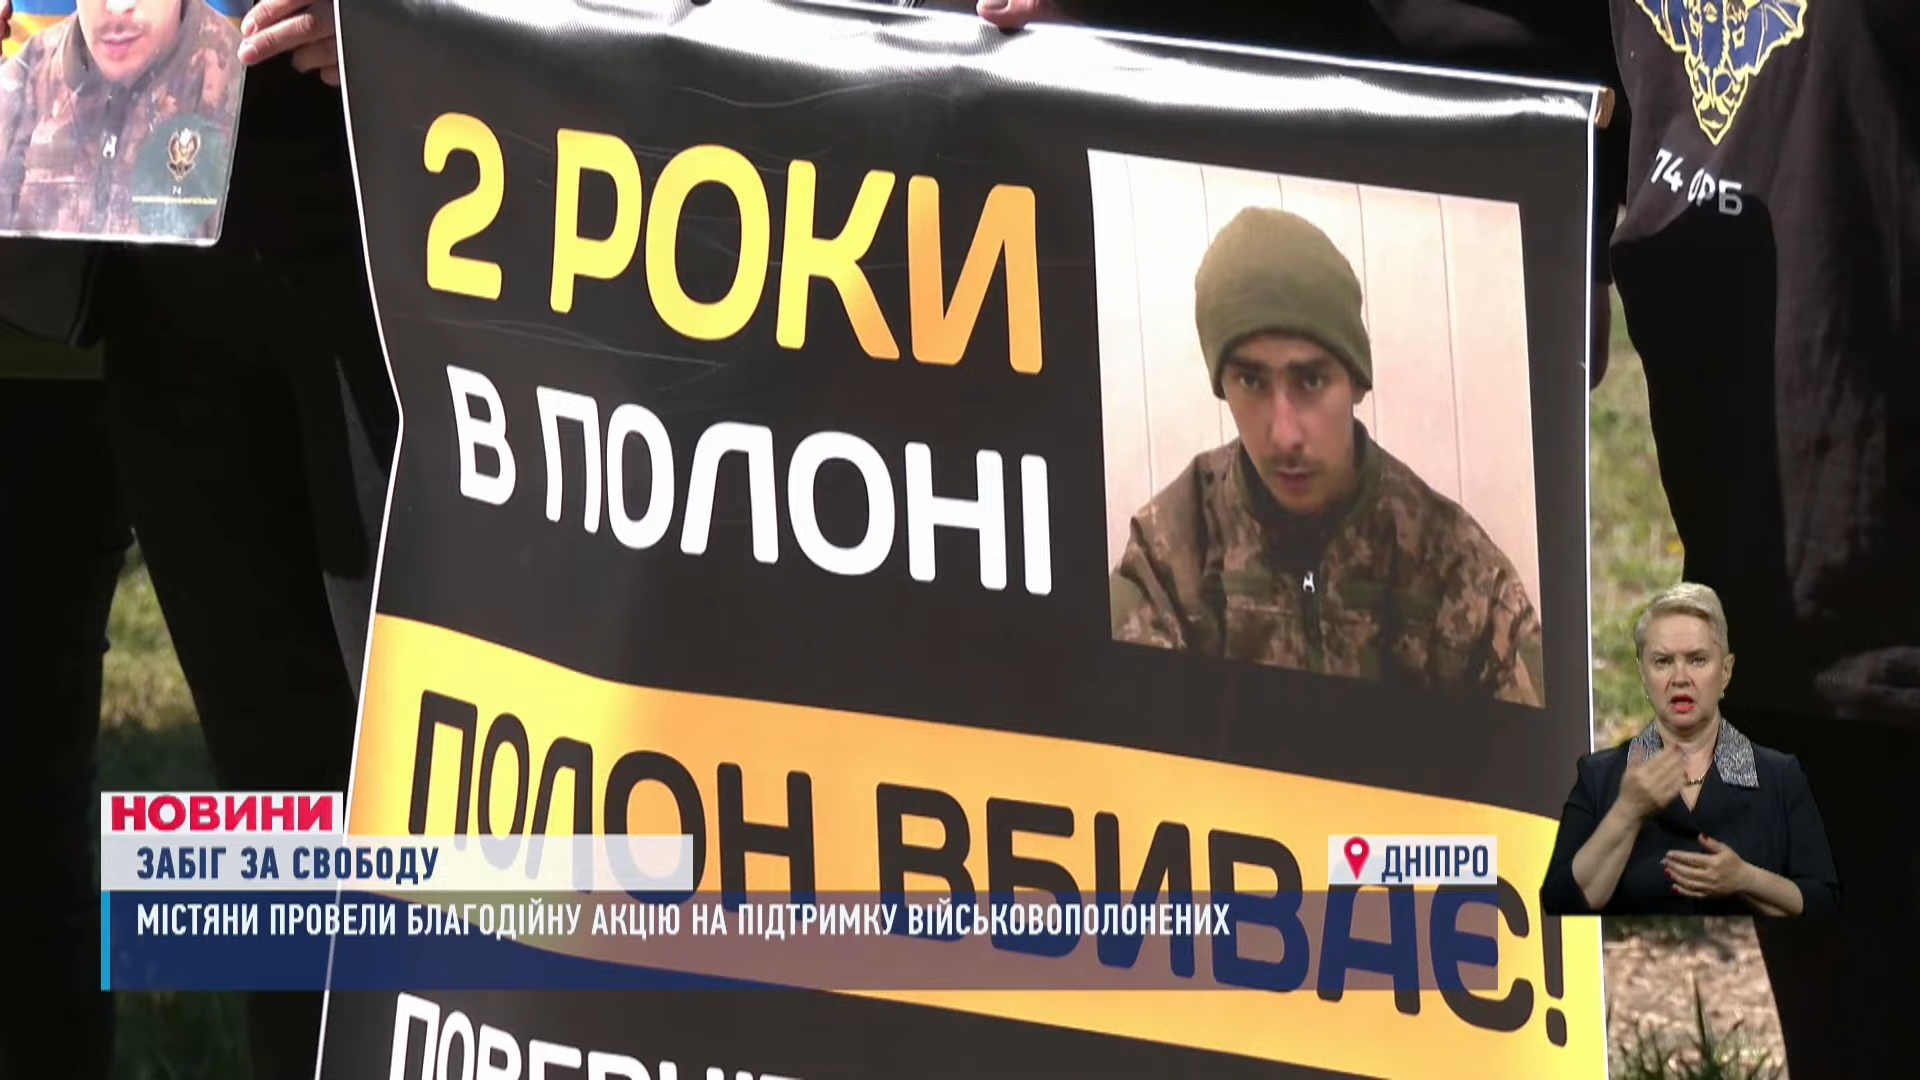 2 РОКИ
В ПОЛОНІ
ПОЛОН ВБИВАЄ!
74
74 ОРБ
НОВИНИ
ЗАБІГ ЗА СВОБОДУ
ДНІПРО
МІСТЯНИ ПРОВЕЛИ БЛАГОДІЙНУ АКЦІЮ НА ПІДТРИМКУ ВІЙСЬКОВОПОЛОНЕНИХ